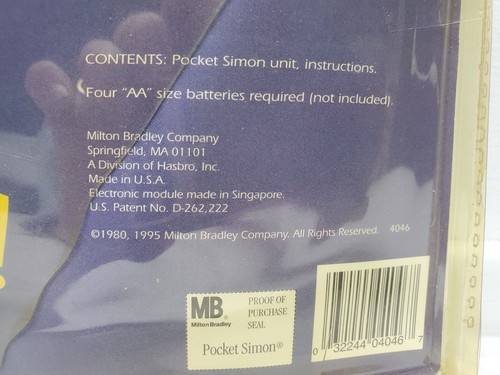 CONTENTS: Pocket Simon unit, instructions.
Four "AA" size batteries required (not included).
Milton Bradley Company
Springfield, MA 01101
A Division of Hasbro, Inc.
Made in U.S.A.
Electronic module made in Singapore.
U.S. Patent No. D-262,222
©1980, 1995 Milton Bradley Company. All Rights Reserved. 4046
MB®
Milton Bradley
PROOF OF
PURCHASE
SEAL
Pocket Simon®
0 32244 04046 7